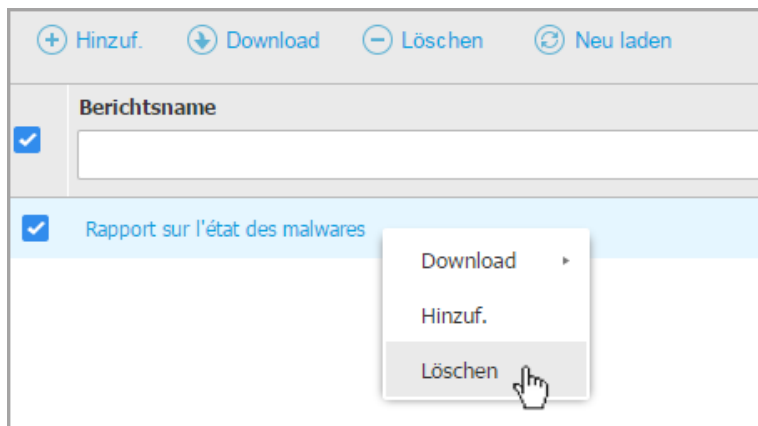 Hinzuf. Download Löschen Neu laden
Berichtsname
Rapport sur l'état des malwares
Download
Hinzuf.
Löschen